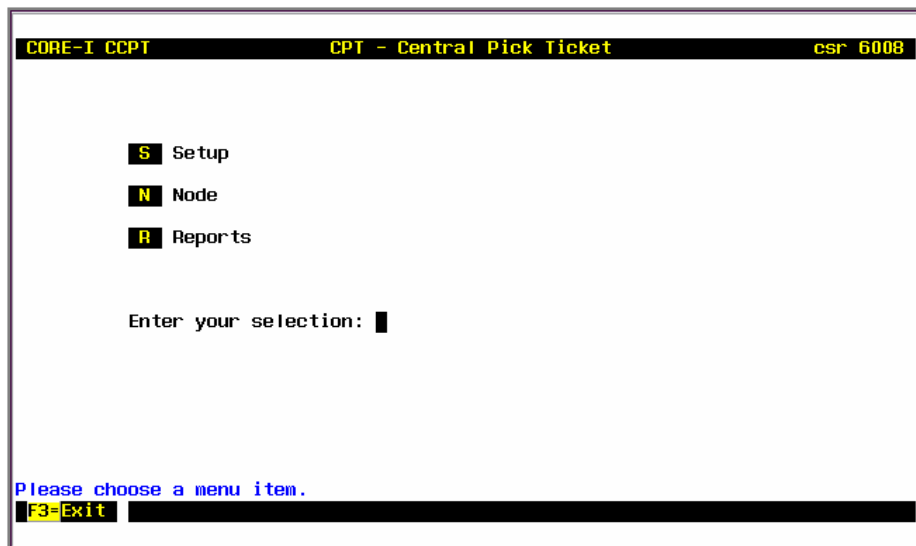 CORE-I CCPT CPT - Central Pick Ticket csr 6008
S Setup
N Node
R Reports
Enter your selection:
Please choose a menu item.
F3=Exit